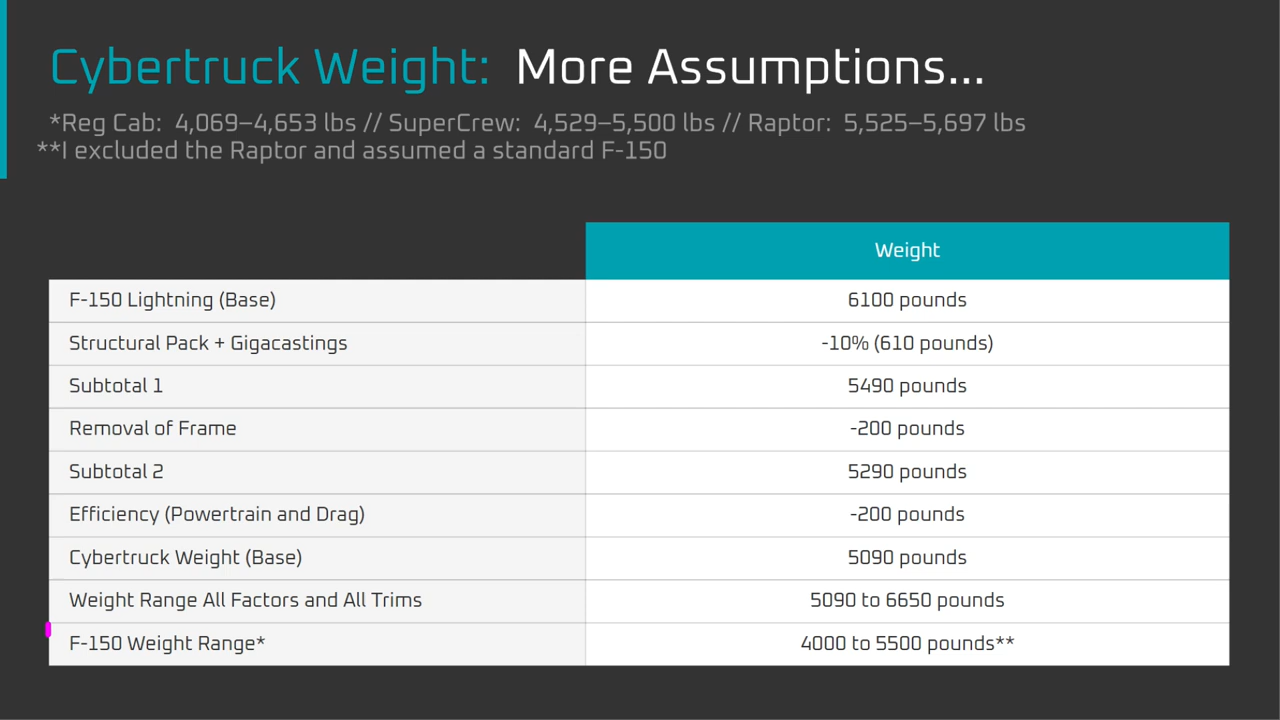 Cybertruck Weight: More Assumptions...
*Reg Cab: 4,069–4,653 lbs // SuperCrew: 4,529–5,500 lbs // Raptor: 5,525–5,697 lbs
**I excluded the Raptor and assumed a standard F-150
Weight
F-150 Lightning (Base) 6100 pounds
Structural Pack + Gigacastings -10% (610 pounds)
Subtotal 1 5490 pounds
Removal of Frame -200 pounds
Subtotal 2 5290 pounds
Efficiency (Powertrain and Drag) -200 pounds
Cybertruck Weight (Base) 5090 pounds
Weight Range All Factors and All Trims 5090 to 6650 pounds
F-150 Weight Range* 4000 to 5500 pounds**